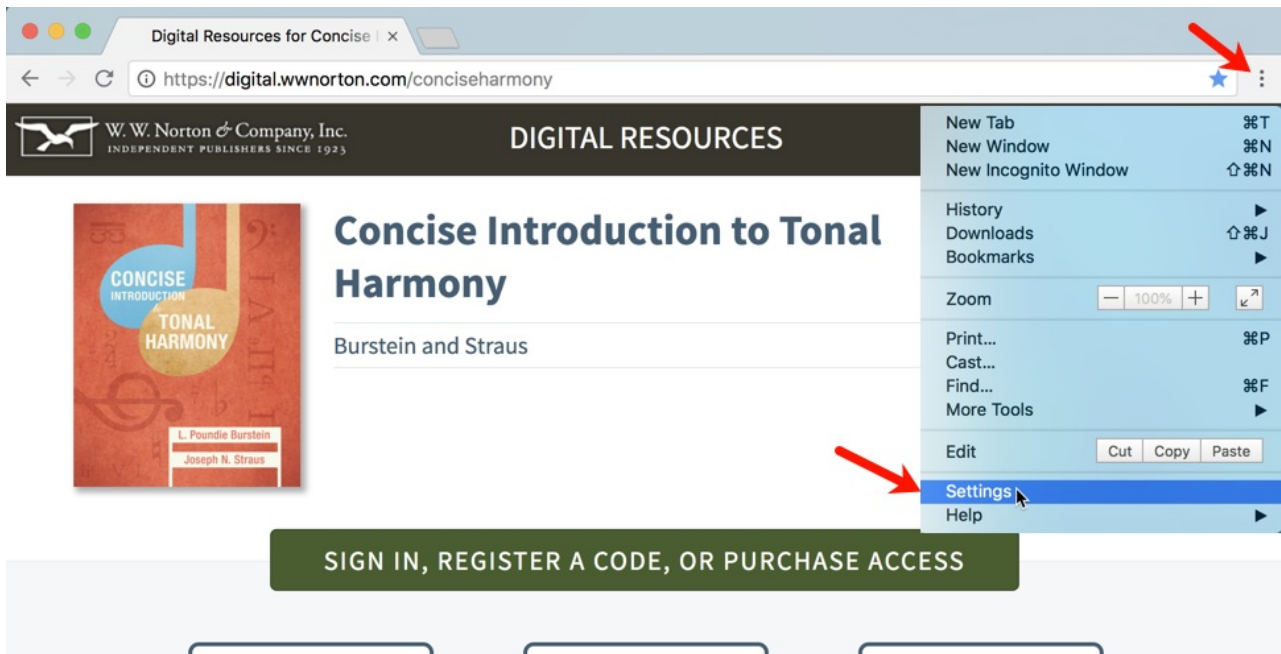 Digital Resources for Concise
https://digital.wwnorton.com/conciseharmony
W. W. Norton & Company, Inc.
INDEPENDENT PUBLISHERS SINCE 1923
DIGITAL RESOURCES
New Tab ⌘T
New Window ⌘N
New Incognito Window ⇧⌘N
History
Downloads ⇧⌘J
Bookmarks
Zoom − 100% +
Print... ⌘P
Cast...
Find... ⌘F
More Tools
Edit Cut Copy Paste
Settings
Help
CONCISE
INTRODUCTION
to
TONAL
HARMONY
L. Poundie Burstein
Joseph N. Straus
Concise Introduction to Tonal
Harmony
Burstein and Straus
SIGN IN, REGISTER A CODE, OR PURCHASE ACCESS